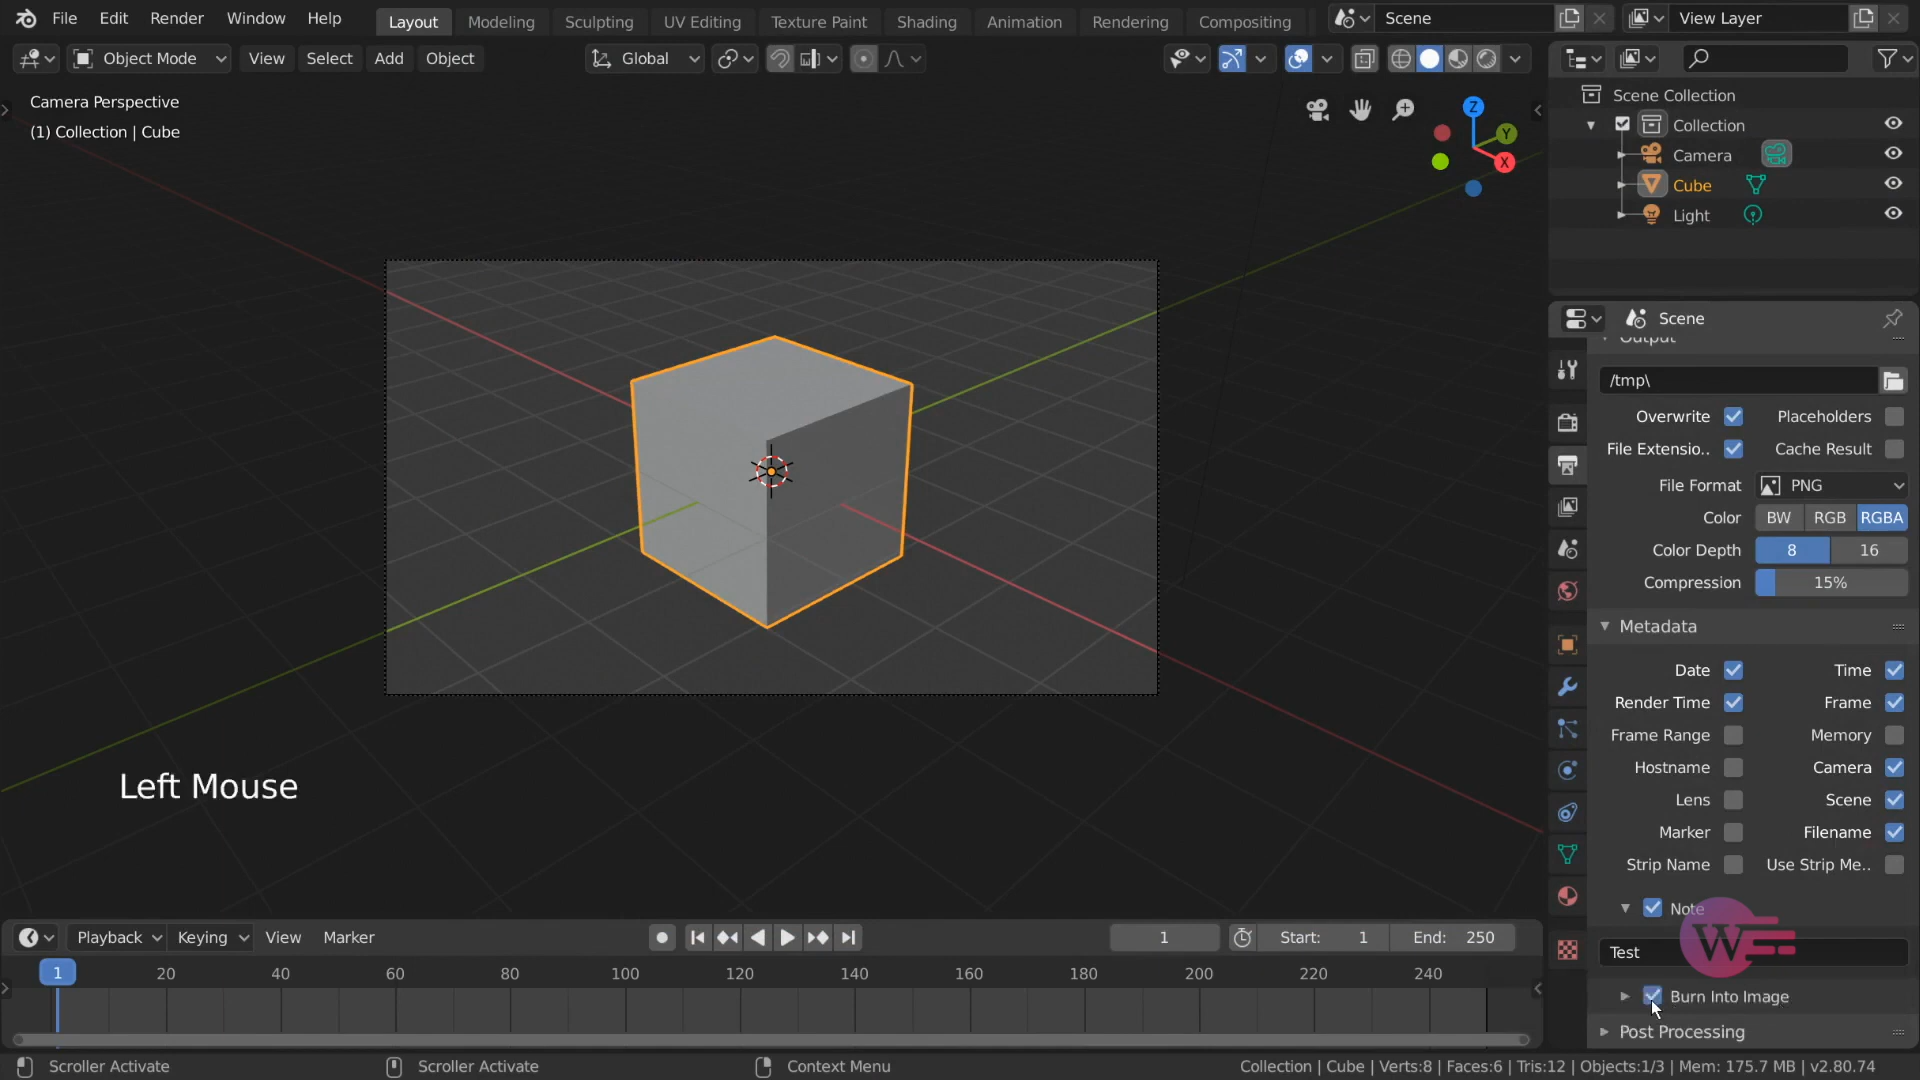 File Edit Render Window Help Layout Modeling Sculpting UV Editing Texture Paint Shading Animation Rendering Compositing Scene View Layer
Object Mode View Select Add Object Global
Camera Perspective
(1) Collection | Cube
Z
Y
X
Scene Collection
Collection
Camera
Cube
Light
Scene
Output
/tmp\
Overwrite Placeholders
File Extensio.. Cache Result
File Format PNG
Color BW RGB RGBA
Color Depth 8 16
Compression 15%
Metadata
Date Time
Render Time Frame
Frame Range Memory
Hostname Camera
Lens Scene
Marker Filename
Strip Name Use Strip Me..
Note
Test
Burn Into Image
Post Processing
Left Mouse
Playback Keying View Marker 1 Start: 1 End: 250
1 20 40 60 80 100 120 140 160 180 200 220 240
Scroller Activate Scroller Activate Context Menu Collection | Cube | Verts:8 | Faces:6 | Tris:12 | Objects:1/3 | Mem: 175.7 MB | v2.80.74